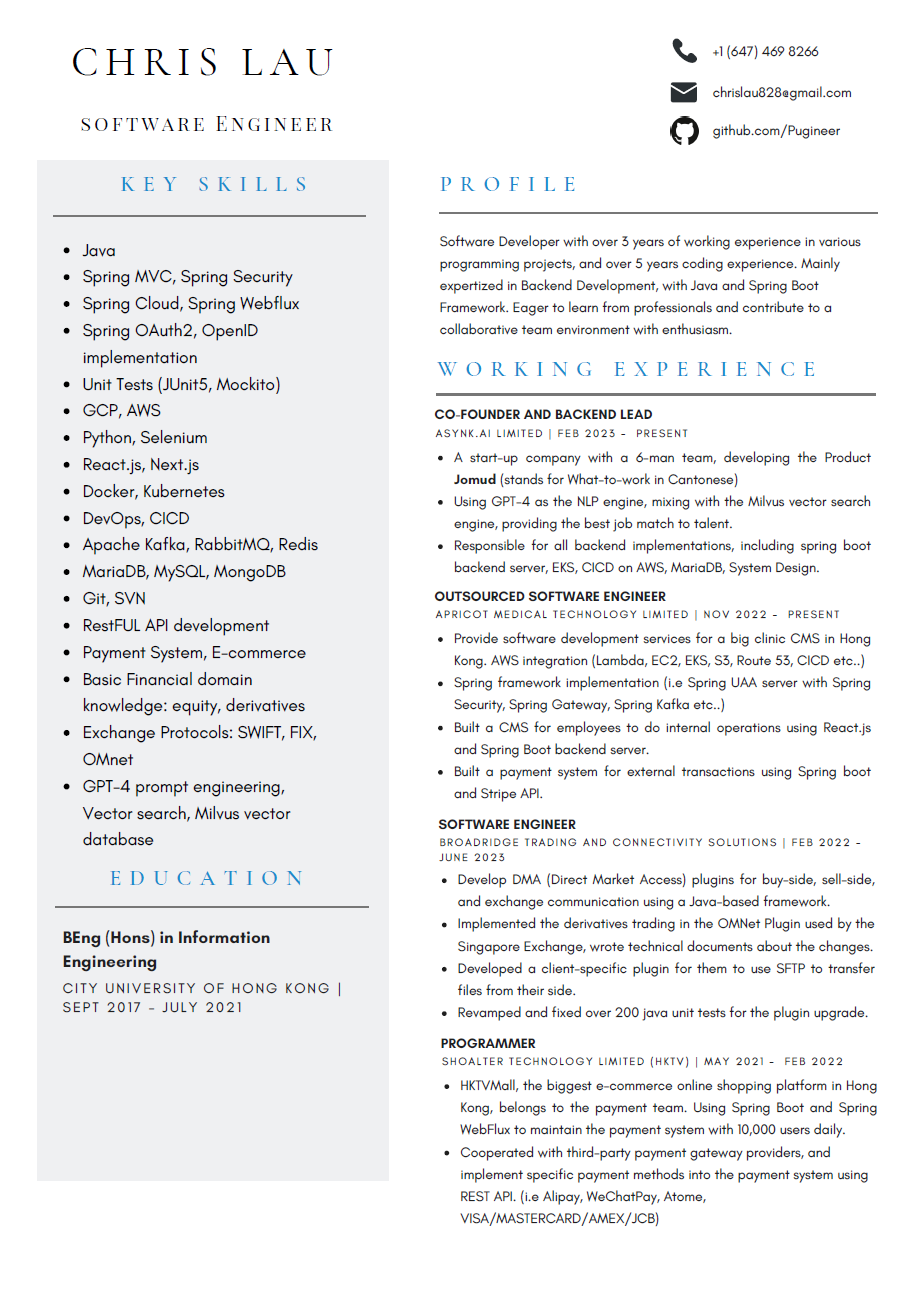 CHRIS LAU
SOFTWARE ENGINEER
+1 (647) 469 8266
chrislau828@gmail.com
github.com/Pugineer
KEY SKILLS
Java
Spring MVC, Spring Security
Spring Cloud, Spring Webflux
Spring OAuth2, OpenID
implementation
Unit Tests (JUnit5, Mockito)
GCP, AWS
Python, Selenium
React.js, Next.js
Docker, Kubernetes
DevOps, CICD
Apache Kafka, RabbitMQ, Redis
MariaDB, MySQL, MongoDB
Git, SVN
RestFUL API development
Payment System, E-commerce
Basic Financial domain
knowledge: equity, derivatives
Exchange Protocols: SWIFT, FIX,
OMnet
GPT-4 prompt engineering,
Vector search, Milvus vector
database
EDUCATION
BEng (Hons) in Information
Engineering
CITY UNIVERSITY OF HONG KONG |
SEPT 2017 - JULY 2021
PROFILE
Software Developer with over 3 years of working experience in various
programming projects, and over 5 years coding experience. Mainly
expertized in Backend Development, with Java and Spring Boot
Framework. Eager to learn from professionals and contribute to a
collaborative team environment with enthusiasm.
WORKING EXPERIENCE
CO-FOUNDER AND BACKEND LEAD
ASYNK.AI LIMITED | FEB 2023 - PRESENT
A start-up company with a 6-man team, developing the Product
Jomud (stands for What-to-work in Cantonese)
Using GPT-4 as the NLP engine, mixing with the Milvus vector search
engine, providing the best job match to talent.
Responsible for all backend implementations, including spring boot
backend server, EKS, CICD on AWS, MariaDB, System Design.
OUTSOURCED SOFTWARE ENGINEER
APRICOT MEDICAL TECHNOLOGY LIMITED | NOV 2022 - PRESENT
Provide software development services for a big clinic CMS in Hong
Kong. AWS integration (Lambda, EC2, EKS, S3, Route 53, CICD etc..)
Spring framework implementation (i.e Spring UAA server with Spring
Security, Spring Gateway, Spring Kafka etc..)
Built a CMS for employees to do internal operations using React.js
and Spring Boot backend server.
Built a payment system for external transactions using Spring boot
and Stripe API.
SOFTWARE ENGINEER
BROADRIDGE TRADING AND CONNECTIVITY SOLUTIONS | FEB 2022 -
JUNE 2023
Develop DMA (Direct Market Access) plugins for buy-side, sell-side,
and exchange communication using a Java-based framework.
Implemented the derivatives trading in the OMNet Plugin used by the
Singapore Exchange, wrote technical documents about the changes.
Developed a client-specific plugin for them to use SFTP to transfer
files from their side.
Revamped and fixed over 200 java unit tests for the plugin upgrade.
PROGRAMMER
SHOALTER TECHNOLOGY LIMITED (HKTV) | MAY 2021 - FEB 2022
HKTVMall, the biggest e-commerce online shopping platform in Hong
Kong, belongs to the payment team. Using Spring Boot and Spring
WebFlux to maintain the payment system with 10,000 users daily.
Cooperated with third-party payment gateway providers, and
implement specific payment methods into the payment system using
REST API. (i.e Alipay, WeChatPay, Atome,
VISA/MASTERCARD/AMEX/JCB)